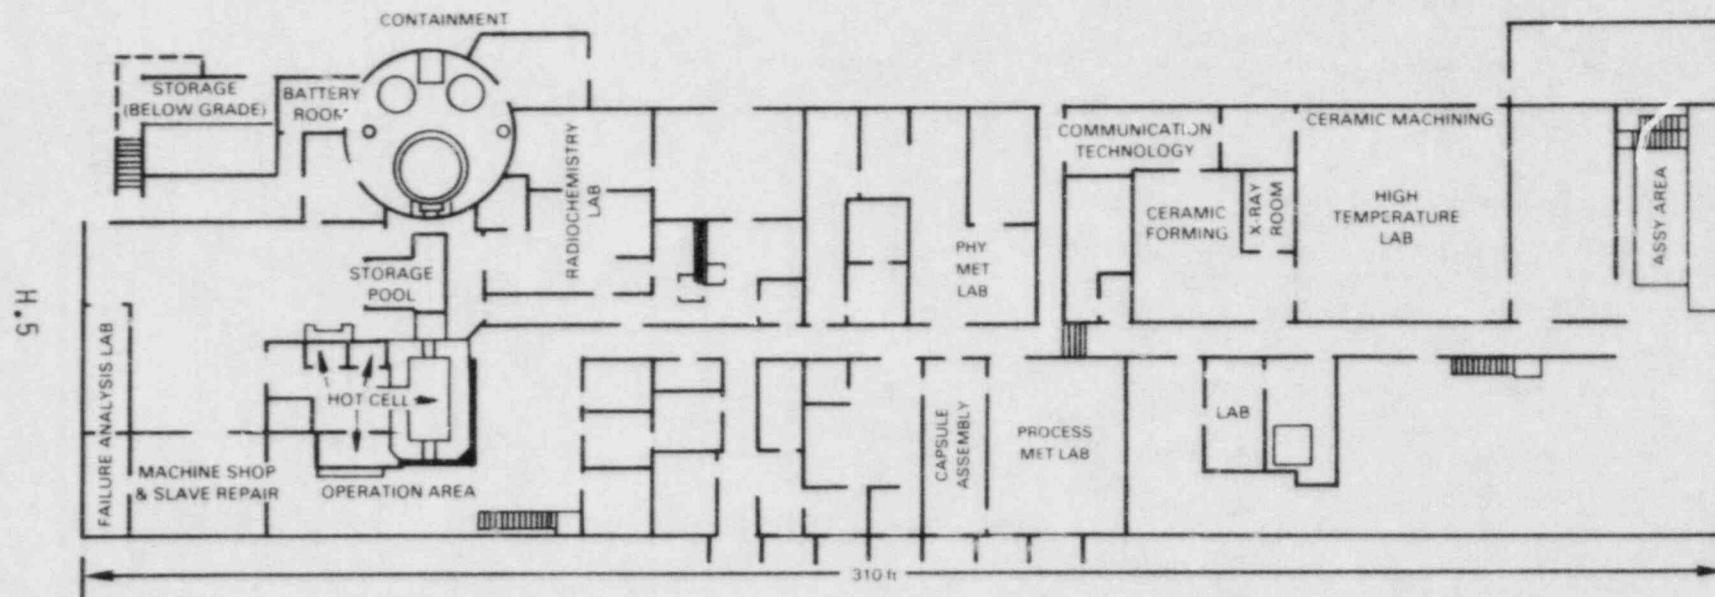 CONTAINMENT
STORAGE
(BELOW GRADE)
BATTERY
ROOM
RADIOCHEMISTRY
LAB
COMMUNICATION
TECHNOLOGY
CERAMIC MACHINING
CERAMIC
FORMING
X-RAY
ROOM
HIGH
TEMPERATURE
LAB
ASSY AREA
STORAGE
POOL
PHY
MET
LAB
H.5
FAILURE ANALYSIS LAB
HOT CELL
MACHINE SHOP
& SLAVE REPAIR
OPERATION AREA
CAPSULE
ASSEMBLY
PROCESS
MET LAB
LAB
310 ft